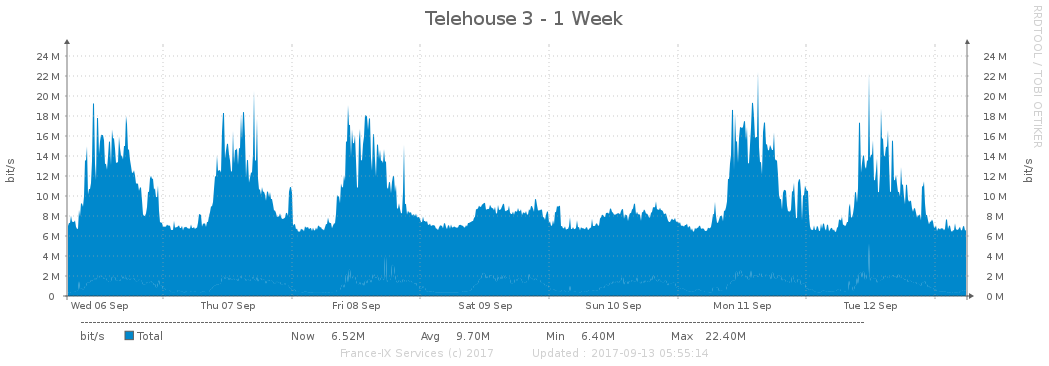 Telehouse 3 - 1 Week
RRDTOOL / TOBI OETIKER
24 M 24 M
22 M 22 M
20 M 20 M
18 M 18 M
16 M 16 M
14 M 14 M
12 M 12 M
10 M 10 M
8 M 8 M
6 M 6 M
4 M 4 M
2 M 2 M
0 0 M
bit/s
bit/s
Wed 06 Sep Thu 07 Sep Fri 08 Sep Sat 09 Sep Sun 10 Sep Mon 11 Sep Tue 12 Sep
bit/s Total Now 6.52M Avg 9.70M Min 6.40M Max 22.40M
France-IX Services (c) 2017 Updated : 2017-09-13 05:55:14